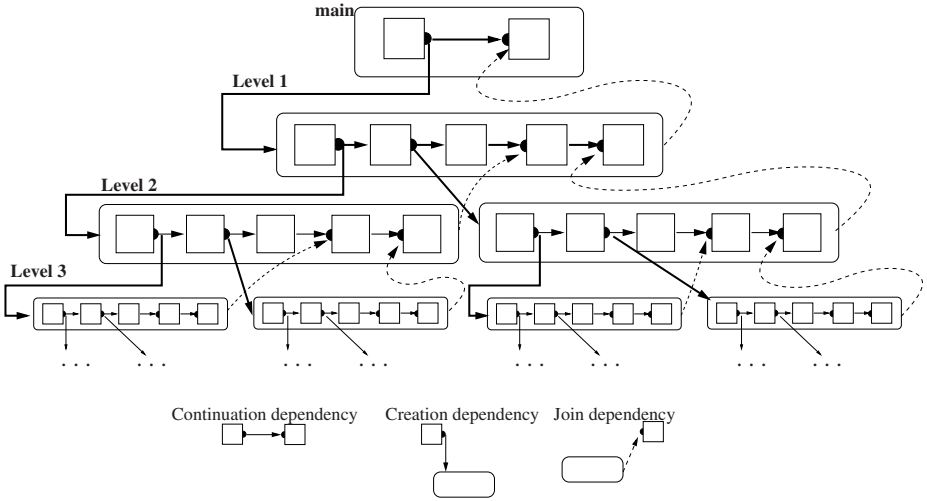 main
Level 1
Level 2
Level 3
. . . . . . . . . . . . . . . . . . . . . . . .
Continuation dependency Creation dependency Join dependency